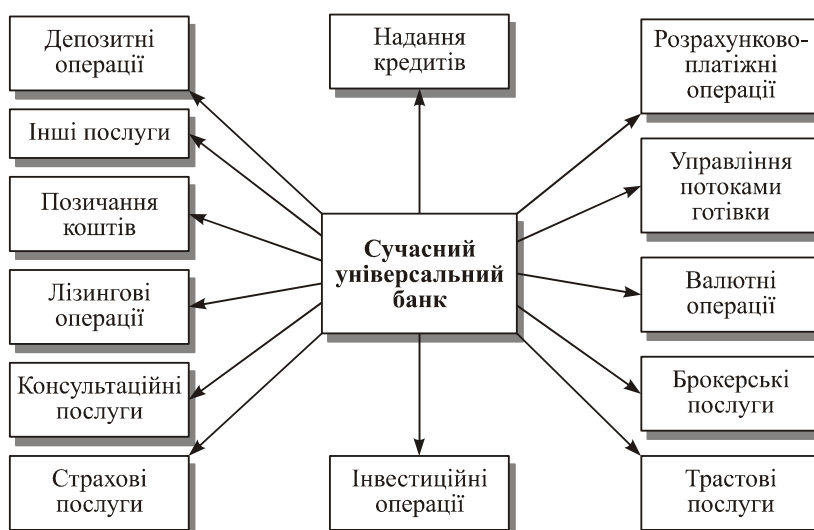 Депозитні
операції
Надання
кредитів
Розрахунково-
платіжні
операції
Інші послуги
Управління
потоками
готівки
Позичання
коштів
Сучасний
універсальний
банк
Лізингові
операції
Валютні
операції
Консультаційні
послуги
Брокерські
послуги
Страхові
послуги
Інвестиційні
операції
Трастові
послуги